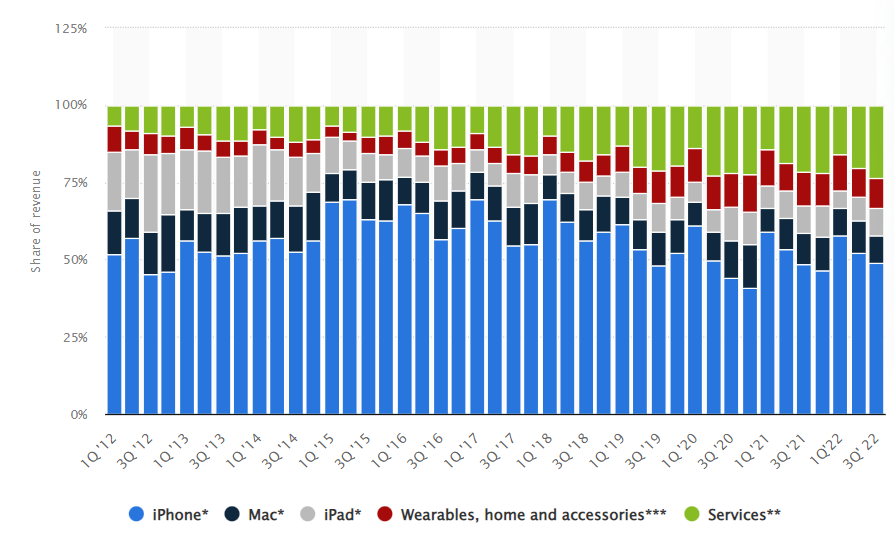 125%
100%
75%
50%
25%
0%
Share of revenue
1Q '12
3Q '12
1Q '13
3Q '13
1Q '14
3Q '14
1Q '15
3Q '15
1Q '16
3Q '16
1Q '17
3Q '17
1Q '18
3Q '18
1Q '19
3Q '19
1Q '20
3Q '20
1Q '21
3Q '21
1Q22
3Q' 22
iPhone* Mac* iPad* Wearables, home and accessories*** Services**